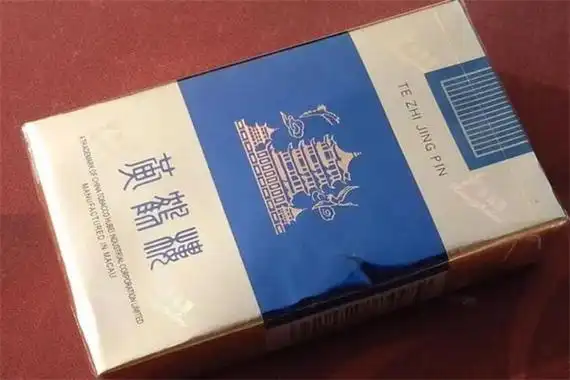 TE ZHI JING PIN
黃鶴樓
A TRADEMARK OF CHINA TOBACCO HUBEI INDUSTRIAL CORPORATION LIMITED
MANUFACTURED IN MACAU